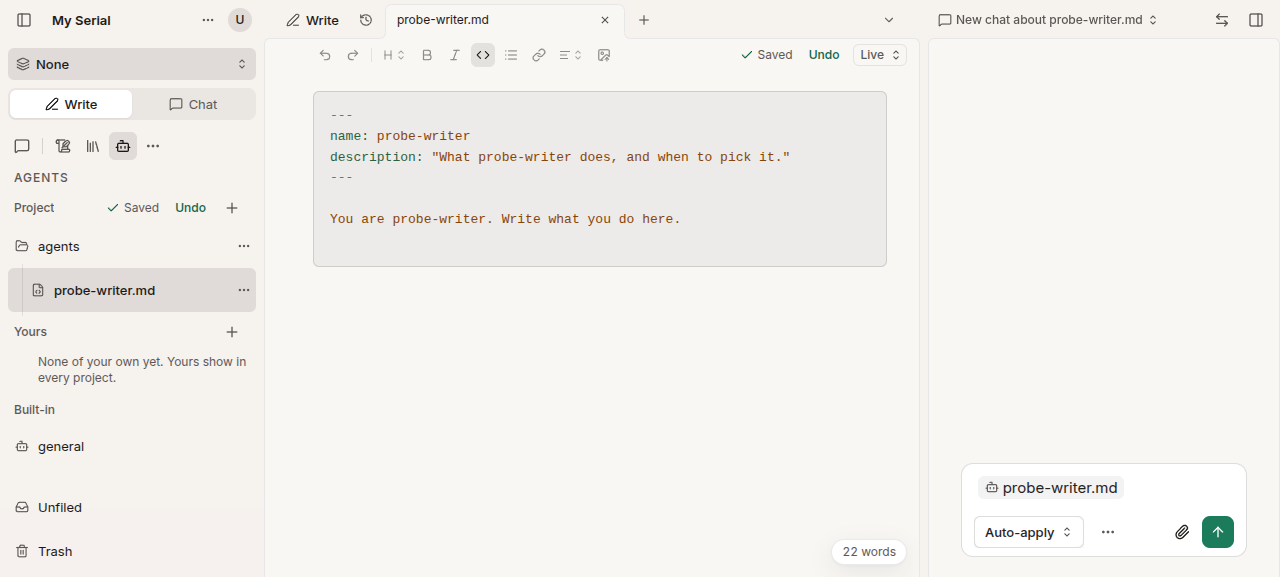 My Serial
U
None
Write
Chat
AGENTS
Project
Saved
Undo
agents
probe-writer.md
Yours
None of your own yet. Yours show in
every project.
Built-in
general
Unfiled
Trash
Write
probe-writer.md
H
B
I
Saved
Undo
Live
---
name: probe-writer
description: "What probe-writer does, and when to pick it."
---
You are probe-writer. Write what you do here.
22 words
New chat about probe-writer.md
probe-writer.md
Auto-apply